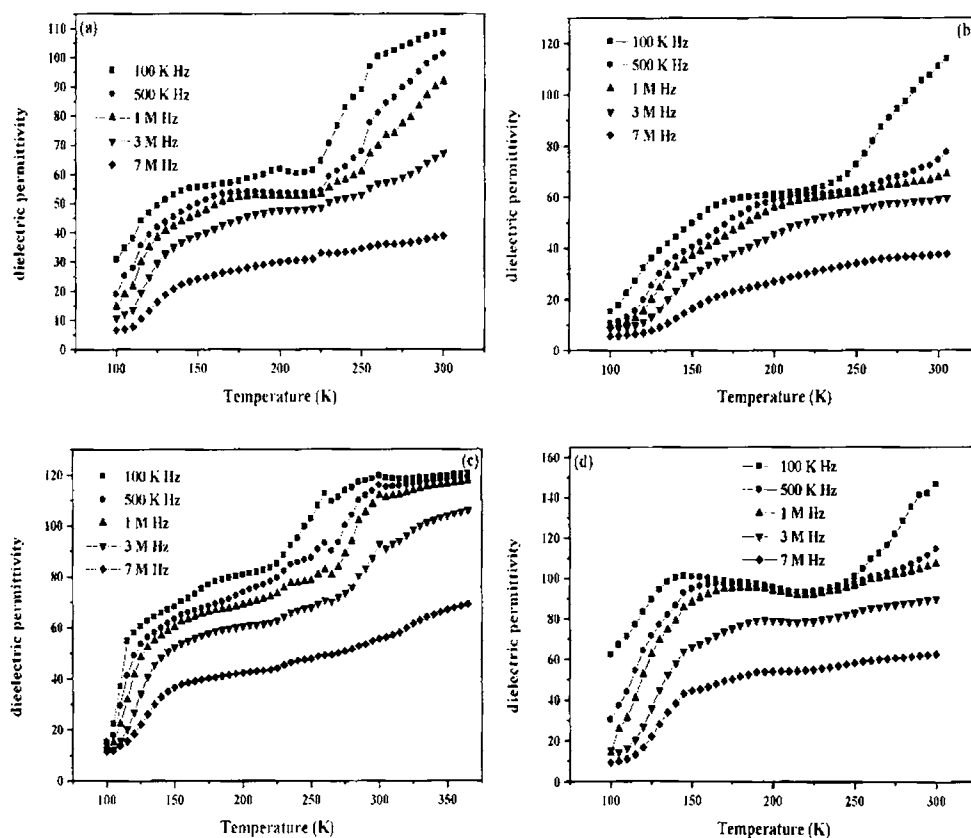 (a)
100 K Hz
500 K Hz
1 M Hz
3 M Hz
7 M Hz
110
100
90
80
70
60
50
40
30
20
10
0
100 150 200 250 300
dielectric permittivity
Temperature (K)
(b)
100 K Hz
500 K Hz
1 M Hz
3 M Hz
7 M Hz
120
100
80
60
40
20
0
100 150 200 250 300
dielectric permittivity
Temperature (K)
(c)
100 K Hz
500 K Hz
1 M Hz
3 M Hz
7 M Hz
120
100
80
60
40
20
0
100 150 200 250 300 350
dieelectric permittivity
Temperature (K)
(d)
100 K Hz
500 K Hz
1 M Hz
3 M Hz
7 M Hz
160
140
120
100
80
60
40
20
0
100 150 200 250 300
dielectric permittivity
Temperature (K)